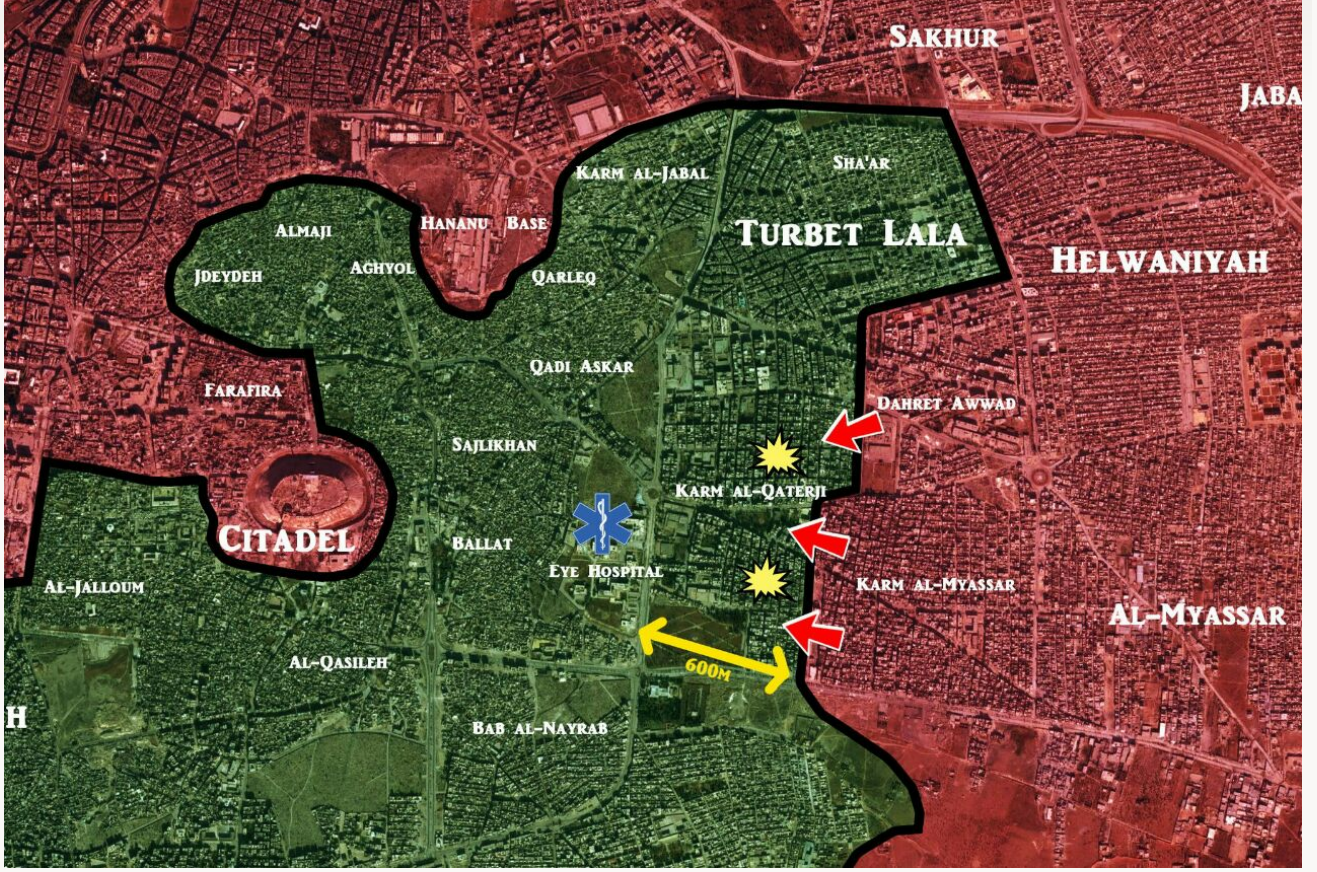 SAKHUR
JABA
SHA'AR
KARM AL-JABAL
HANANU BASE
ALMAJI
TURBET LALA
HELWANIYAH
AGHYOL
JDEYDEH
QARLEQ
QADI ASKAR
FARAFIRA
DAHRET AWWAD
SAJLIKHAN
KARM AL-QATERJI
CITADEL
BALLAT
EYE HOSPITAL
KARM AL-MYASSAR
AL-JALLOUM
AL-MYASSAR
AL-QASILEH
600M
H
BAB AL-NAYRAB